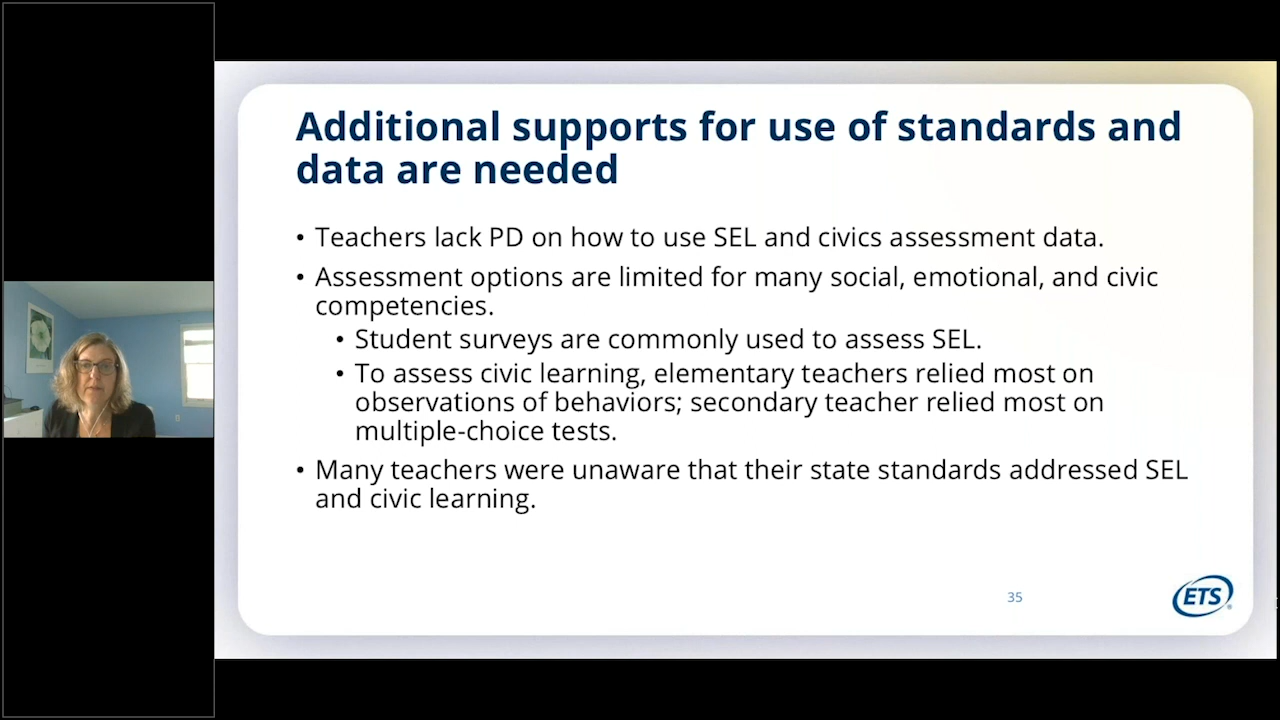 Additional supports for use of standards and
data are needed
• Teachers lack PD on how to use SEL and civics assessment data.
• Assessment options are limited for many social, emotional, and civic
competencies.
• Student surveys are commonly used to assess SEL.
• To assess civic learning, elementary teachers relied most on
observations of behaviors; secondary teacher relied most on
multiple-choice tests.
• Many teachers were unaware that their state standards addressed SEL
and civic learning.
35
ETS®